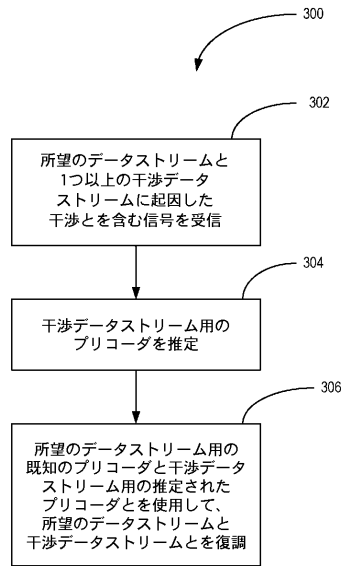 300
302
所望のデータストリームと
1つ以上の干渉データ
ストリームに起因した
干渉とを含む信号を受信
304
干渉データストリーム用の
プリコーダを推定
306
所望のデータストリーム用の
既知のプリコーダと干渉データ
ストリーム用の推定された
プリコーダとを使用して、
所望のデータストリームと
干渉データストリームとを復調